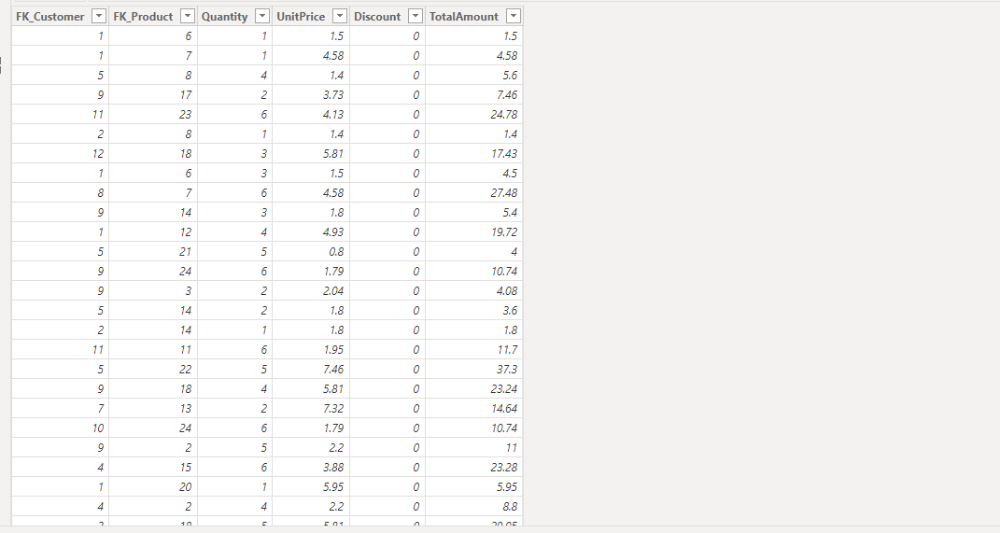 FK_Customer FK_Product Quantity UnitPrice Discount TotalAmount
1 6 1 1.5 0 1.5
1 7 1 4.58 0 4.58
5 8 4 1.4 0 5.6
9 17 2 3.73 0 7.46
11 23 6 4.13 0 24.78
2 8 1 1.4 0 1.4
12 18 3 5.81 0 17.43
1 6 3 1.5 0 4.5
8 7 6 4.58 0 27.48
9 14 3 1.8 0 5.4
1 12 4 4.93 0 19.72
5 21 5 0.8 0 4
9 24 6 1.79 0 10.74
9 3 2 2.04 0 4.08
5 14 2 1.8 0 3.6
2 14 1 1.8 0 1.8
11 11 6 1.95 0 11.7
5 22 5 7.46 0 37.3
9 18 4 5.81 0 23.24
7 13 2 7.32 0 14.64
10 24 6 1.79 0 10.74
9 2 5 2.2 0 11
4 15 6 3.88 0 23.28
1 20 1 5.95 0 5.95
4 2 4 2.2 0 8.8